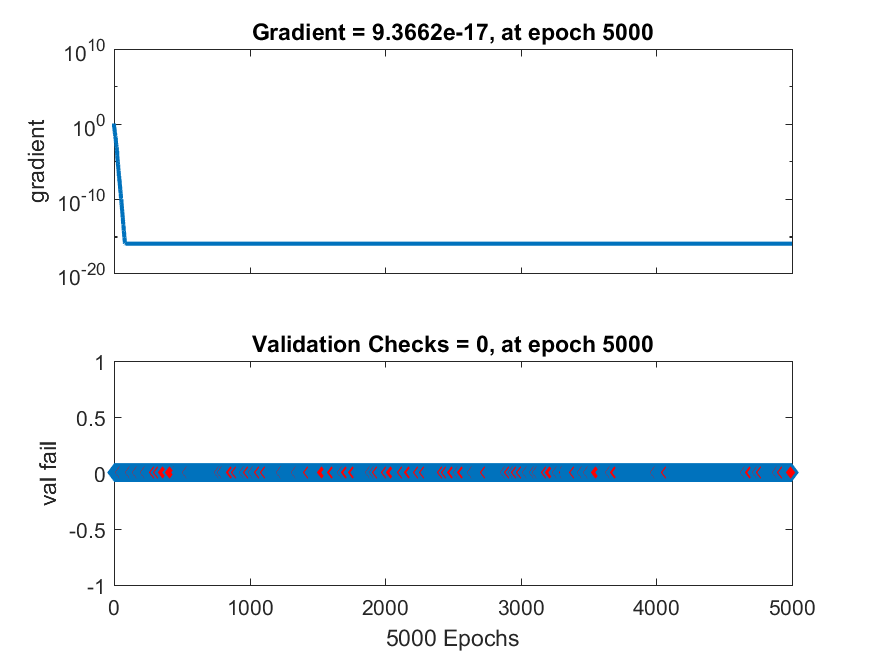 Gradient = 9.3662e-17, at epoch 5000
10^10
10^0
10^-10
10^-20
gradient
Validation Checks = 0, at epoch 5000
1
0.5
0
-0.5
-1
val fail
0 1000 2000 3000 4000 5000
5000 Epochs